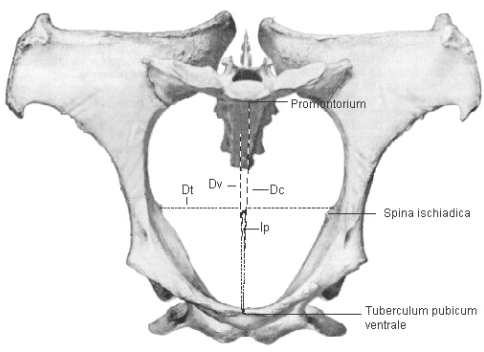 Promontorium
Dt
Dv
Dc
Spina ischiadica
Ip
Tuberculum pubicum
ventrale